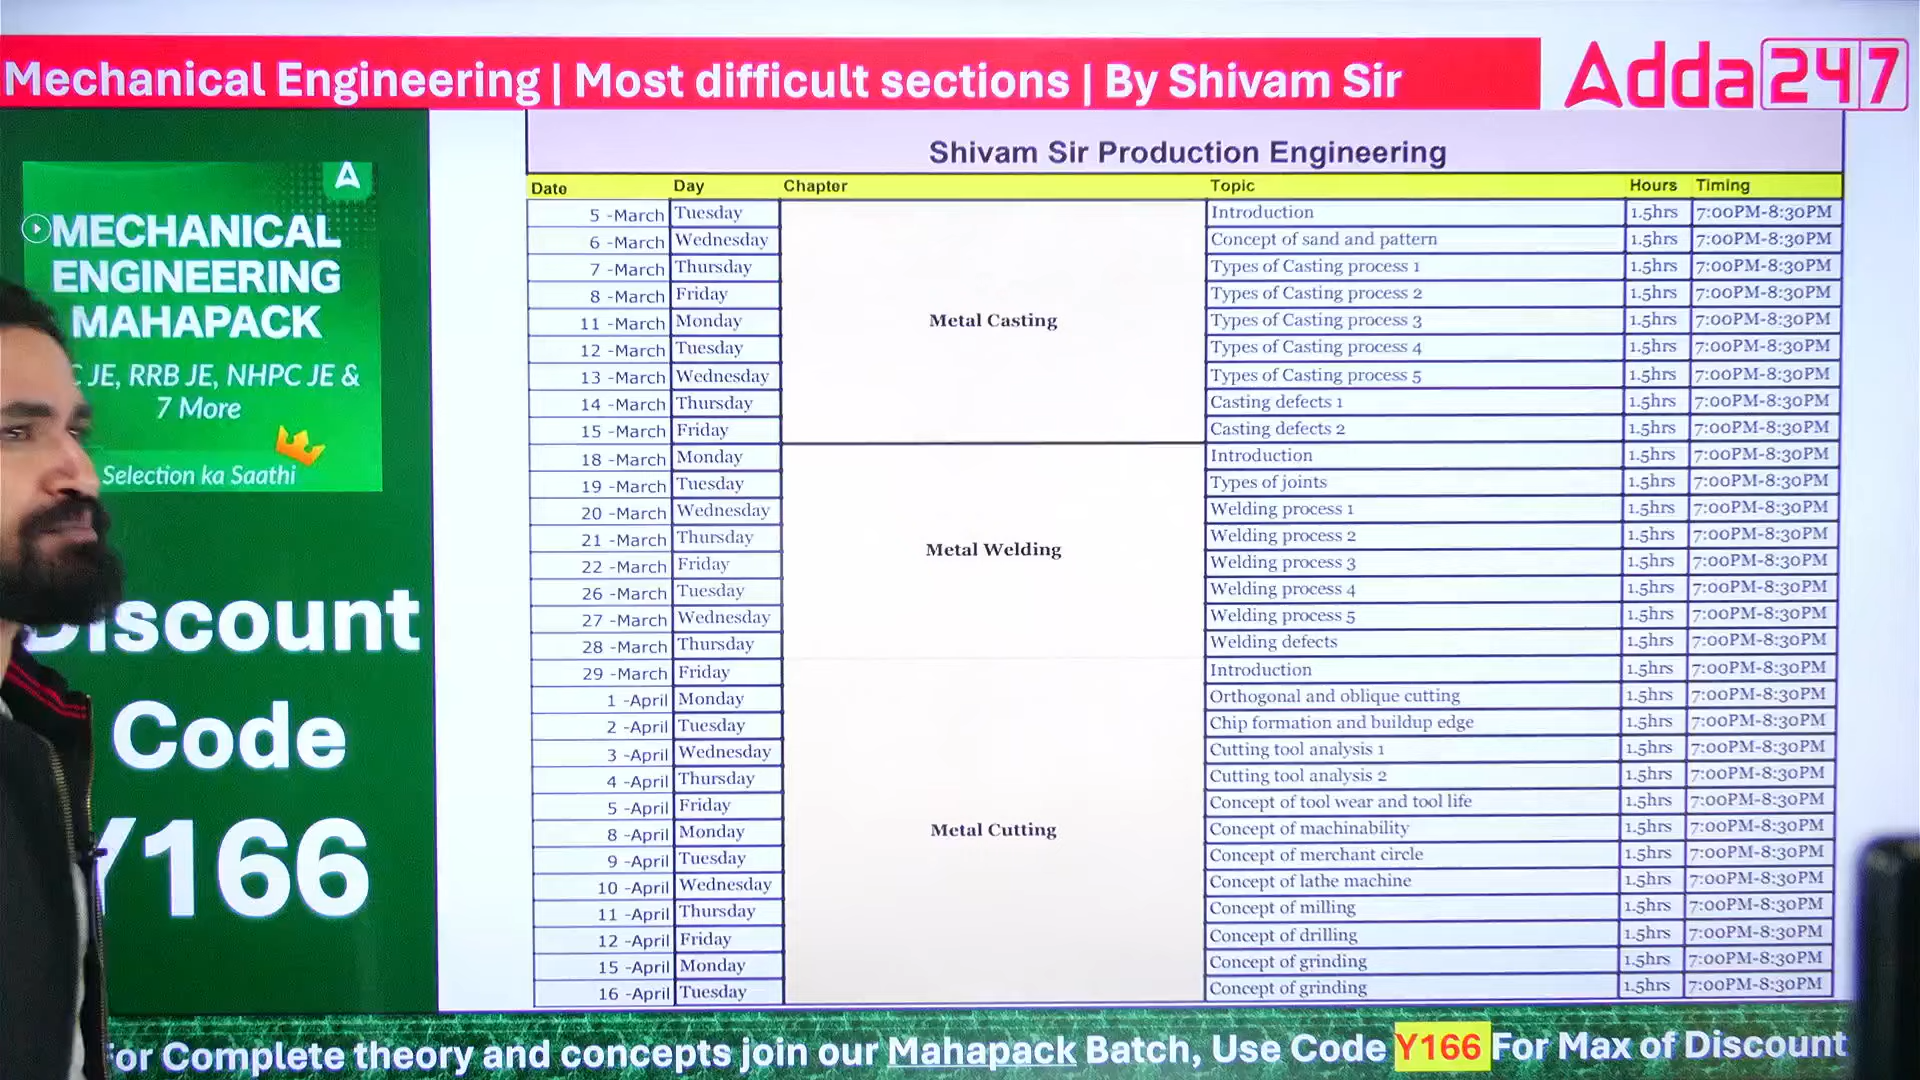 Mechanical Engineering | Most difficult sections | By Shivam Sir
Adda 247
MECHANICAL
ENGINEERING
MAHAPACK
JE, RRB JE, NHPC JE &
7 More
Selection ka Saathi
Discount
Code
Y166
Shivam Sir Production Engineering
Date Day Chapter Topic Hours Timing
5 -March Tuesday Introduction 1.5hrs 7:00PM-8:30PM
6 -March Wednesday Concept of sand and pattern 1.5hrs 7:00PM-8:30PM
7 -March Thursday Types of Casting process 1 1.5hrs 7:00PM-8:30PM
8 -March Friday Types of Casting process 2 1.5hrs 7:00PM-8:30PM
11 -March Monday Metal Casting Types of Casting process 3 1.5hrs 7:00PM-8:30PM
12 -March Tuesday Types of Casting process 4 1.5hrs 7:00PM-8:30PM
13 -March Wednesday Types of Casting process 5 1.5hrs 7:00PM-8:30PM
14 -March Thursday Casting defects 1 1.5hrs 7:00PM-8:30PM
15 -March Friday Casting defects 2 1.5hrs 7:00PM-8:30PM
18 -March Monday Introduction 1.5hrs 7:00PM-8:30PM
19 -March Tuesday Types of joints 1.5hrs 7:00PM-8:30PM
20 -March Wednesday Welding process 1 1.5hrs 7:00PM-8:30PM
21 -March Thursday Metal Welding Welding process 2 1.5hrs 7:00PM-8:30PM
22 -March Friday Welding process 3 1.5hrs 7:00PM-8:30PM
26 -March Tuesday Welding process 4 1.5hrs 7:00PM-8:30PM
27 -March Wednesday Welding process 5 1.5hrs 7:00PM-8:30PM
28 -March Thursday Welding defects 1.5hrs 7:00PM-8:30PM
29 -March Friday Introduction 1.5hrs 7:00PM-8:30PM
1 -April Monday Orthogonal and oblique cutting 1.5hrs 7:00PM-8:30PM
2 -April Tuesday Chip formation and buildup edge 1.5hrs 7:00PM-8:30PM
3 -April Wednesday Cutting tool analysis 1 1.5hrs 7:00PM-8:30PM
4 -April Thursday Cutting tool analysis 2 1.5hrs 7:00PM-8:30PM
5 -April Friday Concept of tool wear and tool life 1.5hrs 7:00PM-8:30PM
8 -April Monday Metal Cutting Concept of machinability 1.5hrs 7:00PM-8:30PM
9 -April Tuesday Concept of merchant circle 1.5hrs 7:00PM-8:30PM
10 -April Wednesday Concept of lathe machine 1.5hrs 7:00PM-8:30PM
11 -April Thursday Concept of milling 1.5hrs 7:00PM-8:30PM
12 -April Friday Concept of drilling 1.5hrs 7:00PM-8:30PM
15 -April Monday Concept of grinding 1.5hrs 7:00PM-8:30PM
16 -April Tuesday Concept of grinding 1.5hrs 7:00PM-8:30PM
For Complete theory and concepts join our Mahapack Batch, Use Code Y166 For Max of Discount